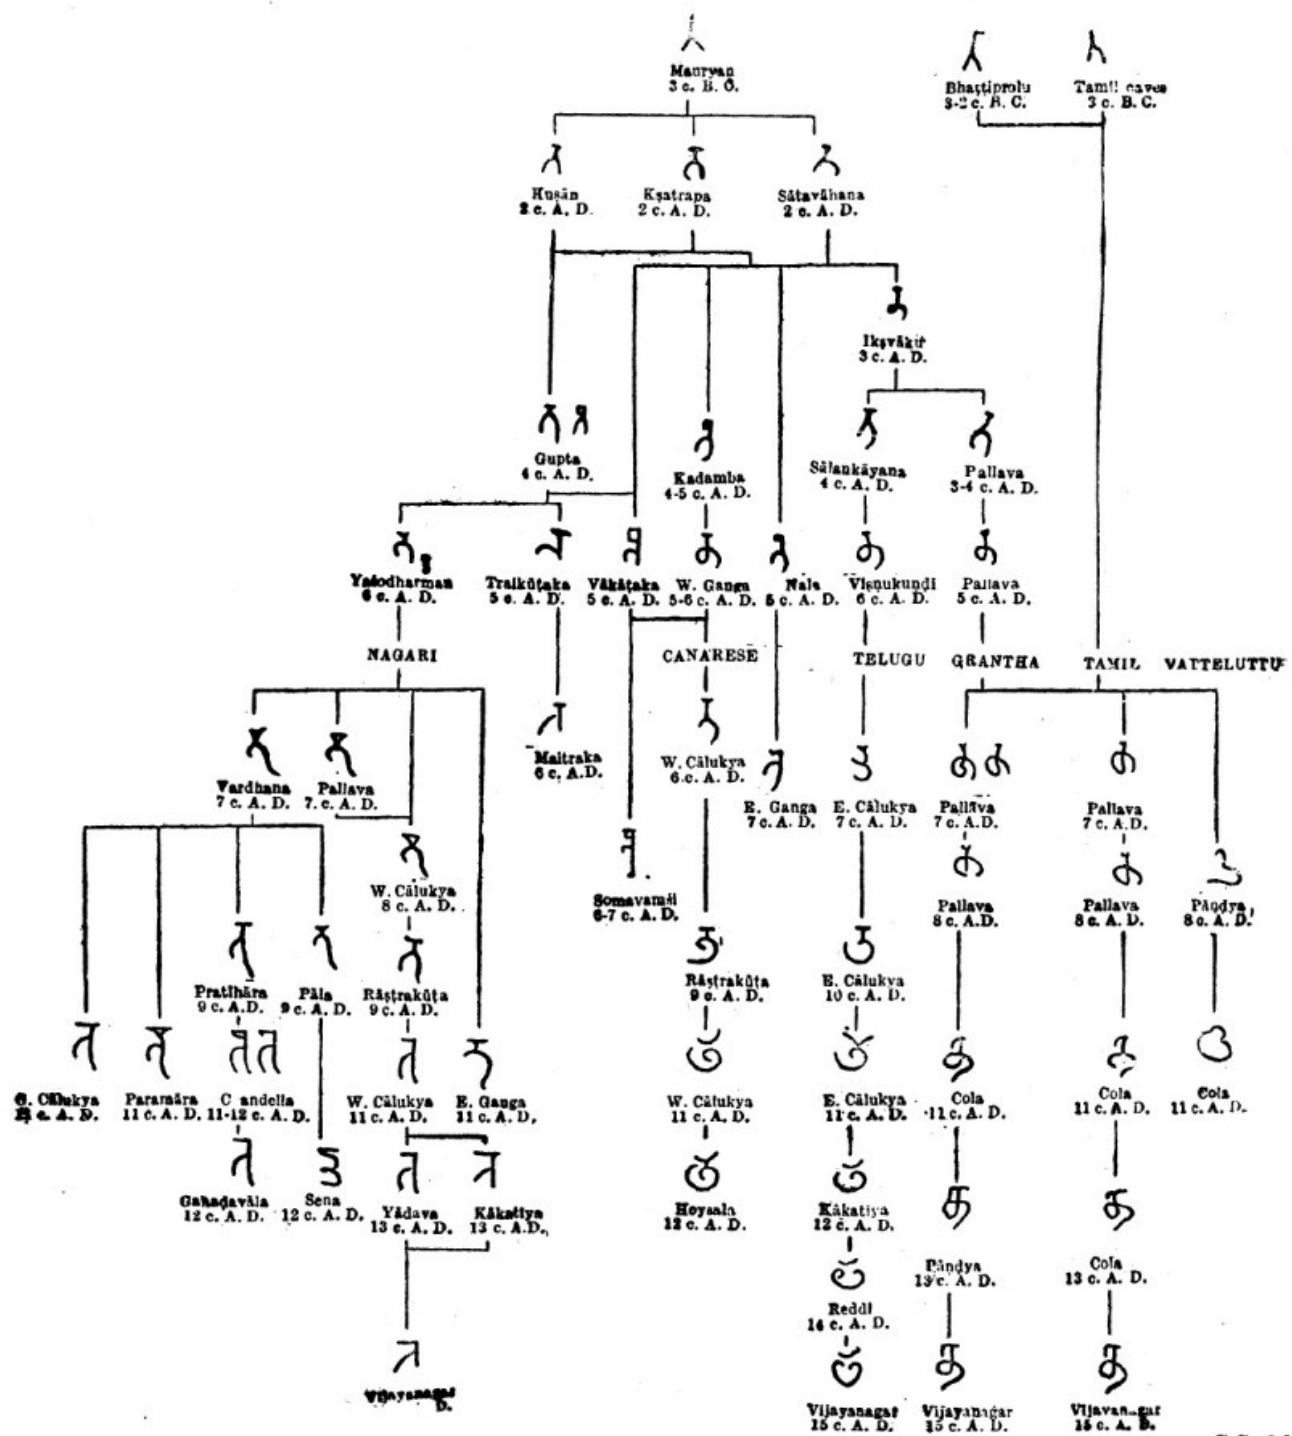 Mauryan
3 c. B. C.
Bhaṭṭiprolu
3-2 c. B. C.
Tamil caves
3 c. B. C.
Kuṣān
2 c. A. D.
Kṣatrapa
2 c. A. D.
Sātavāhana
2 c. A. D.
Ikṣvāku
3 c. A. D.
Gupta
4 c. A. D.
Kadamba
4-5 c. A. D.
Sālankāyana
4 c. A. D.
Pallava
3-4 c. A. D.
Yaśodharman
6 c. A. D.
Traikūṭaka
5 c. A. D.
Vākāṭaka
5 c. A. D.
W. Ganga
5-6 c. A. D.
Nala
5 c. A. D.
Viṣṇukuṇḍi
6 c. A. D.
Pallava
5 c. A. D.
NAGARI
CANARESE
TELUGU
GRANTHA
TAMIL
VATTELUTTU
Vardhana
7 c. A. D.
Pallava
7. c. A. D.
Maitraka
6 c. A.D.
W. Cālukya
6 c. A. D.
E. Ganga
7 c. A. D.
E. Cālukya
7 c. A. D.
Pallava
7 c. A.D.
Pallava
7 c. A.D.
W. Cālukya
8 c. A. D.
Somavamśi
6-7 c. A. D.
Pallava
8 c. A.D.
Pallava
8 c. A. D.
Pāṇḍya
8 c. A. D.
Pratīhāra
9 c. A. D.
Pāla
9 c. A. D.
Rāṣṭrakūṭa
9 c. A. D.
Rāṣṭrakūṭa
9 c. A. D.
E. Cālukya
10 c. A. D.
Cālukya
c. A. D.
Paramāra
11 c. A. D.
C andella
11-12 c. A. D.
W. Cālukya
11 c. A. D.
E. Ganga
11 c. A. D.
W. Cālukya
11 c. A. D.
E. Cālukya
11 c. A. D.
Cola
11 c. A. D.
Cola
11 c. A. D.
Cola
11 c. A. D.
Gahaḍavāla
12 c. A. D.
Sena
12 c. A. D.
Yādava
13 c. A. D.
Kākatīya
13 c. A.D.
Hoysala
12 c. A. D.
Kākatiya
12 c. A. D.
Pāndya
13 c. A. D.
Cola
13 c. A. D.
Reddi
14 c. A. D.
Vijayanagar
D.
Vijayanagar
15 c. A. D.
Vijayanagar
15 c. A. D.
Vijayanagar
15 c. A. D.